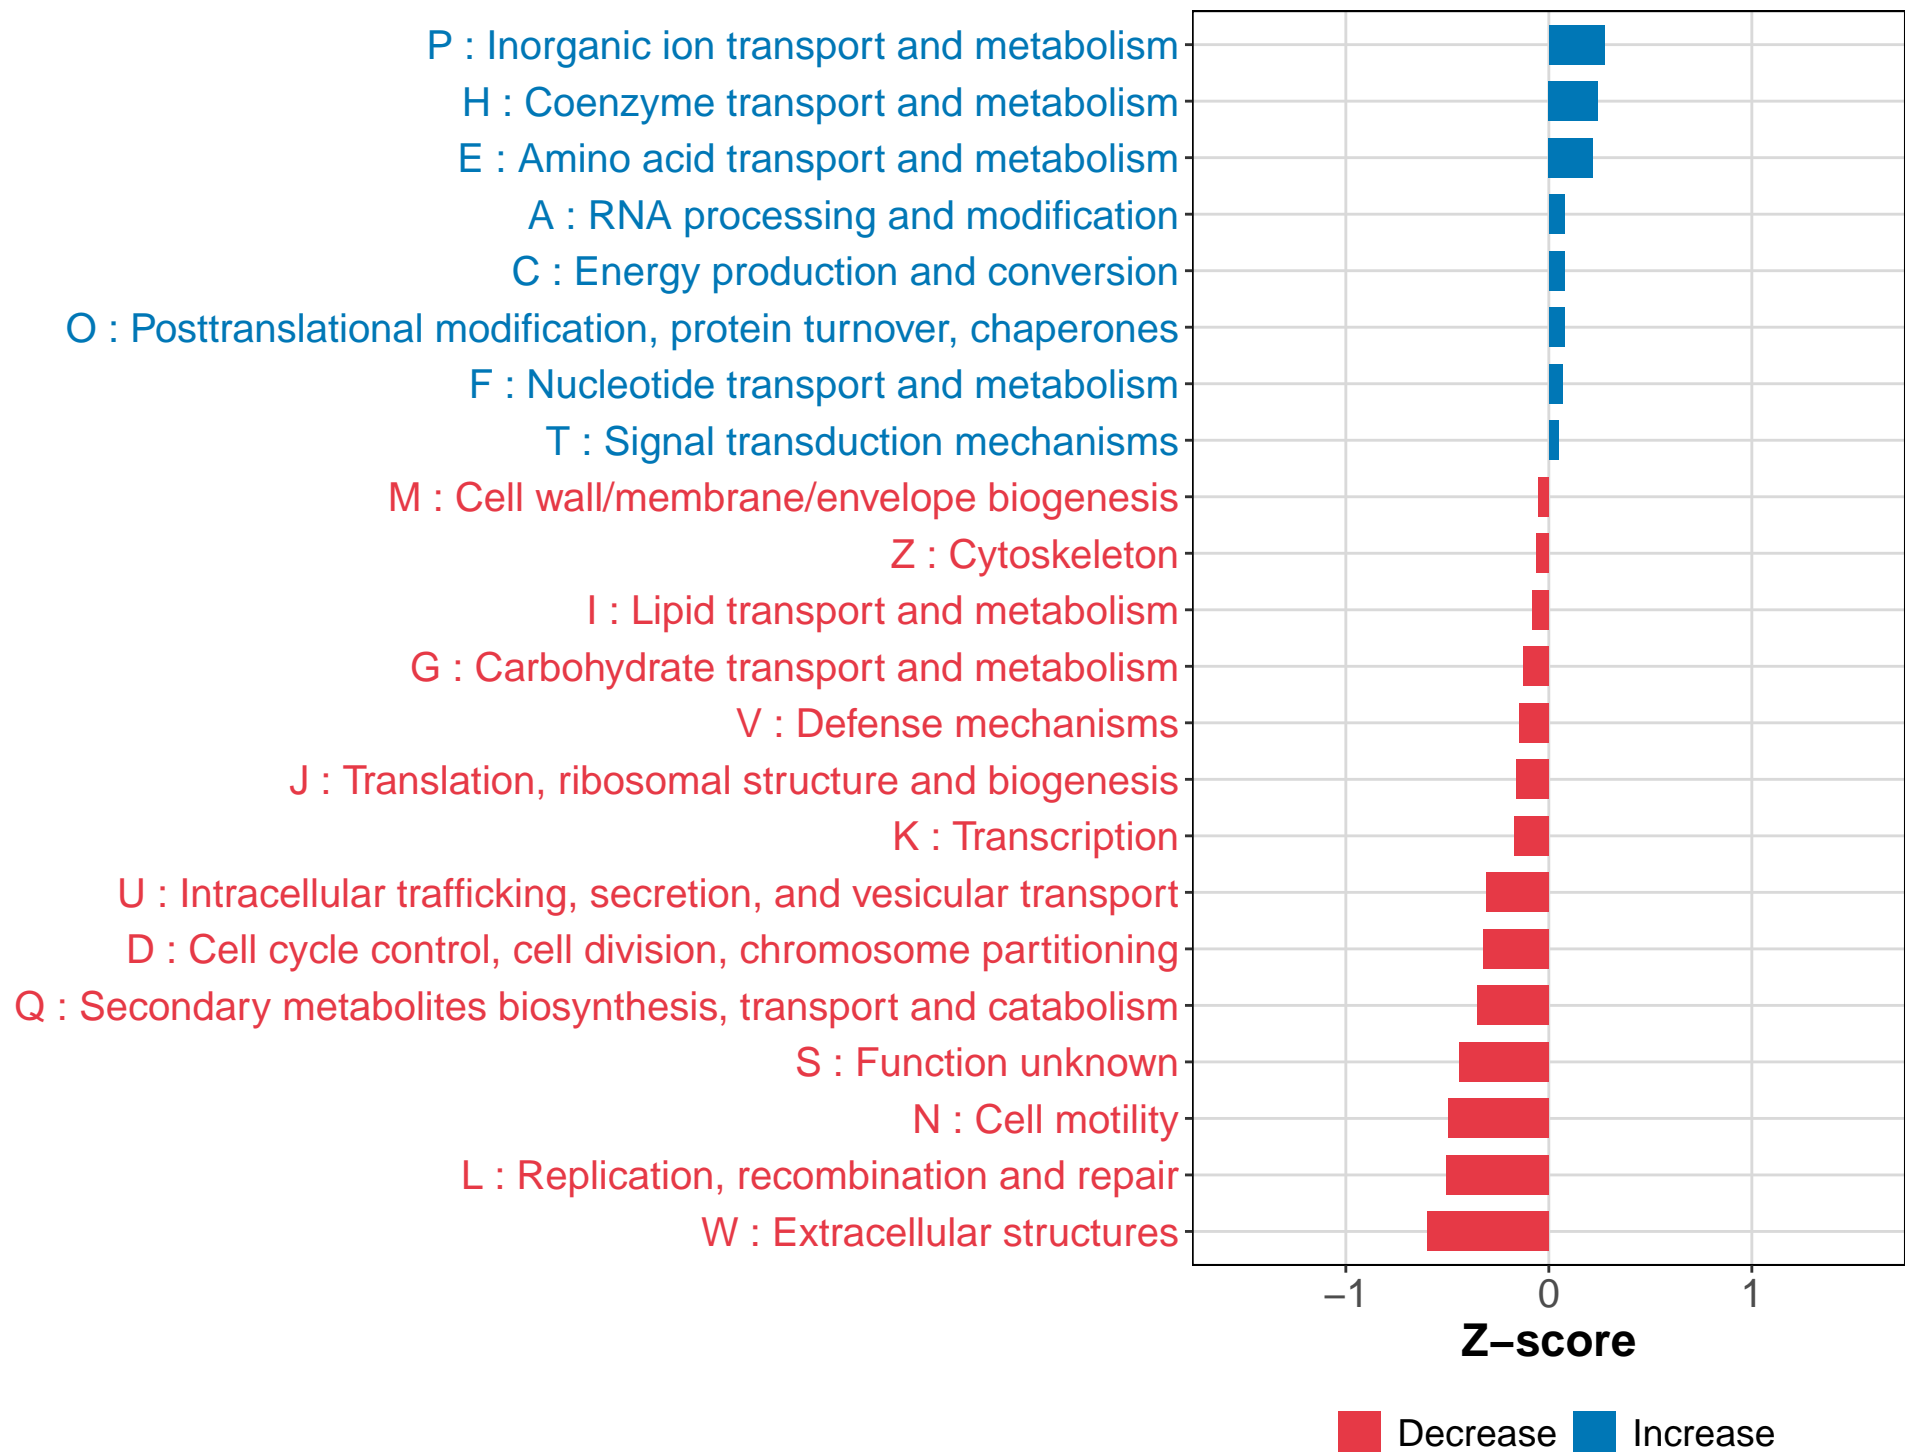 P : Inorganic ion transport and metabolism
H : Coenzyme transport and metabolism
E : Amino acid transport and metabolism
A : RNA processing and modification
C : Energy production and conversion
O : Posttranslational modification, protein turnover, chaperones
F : Nucleotide transport and metabolism
T : Signal transduction mechanisms
M : Cell wall/membrane/envelope biogenesis
Z : Cytoskeleton
I : Lipid transport and metabolism
G : Carbohydrate transport and metabolism
V : Defense mechanisms
J : Translation, ribosomal structure and biogenesis
K : Transcription
U : Intracellular trafficking, secretion, and vesicular transport
D : Cell cycle control, cell division, chromosome partitioning
Q : Secondary metabolites biosynthesis, transport and catabolism
S : Function unknown
N : Cell motility
L : Replication, recombination and repair
W : Extracellular structures
−1 0 1
Z−score
Decrease Increase